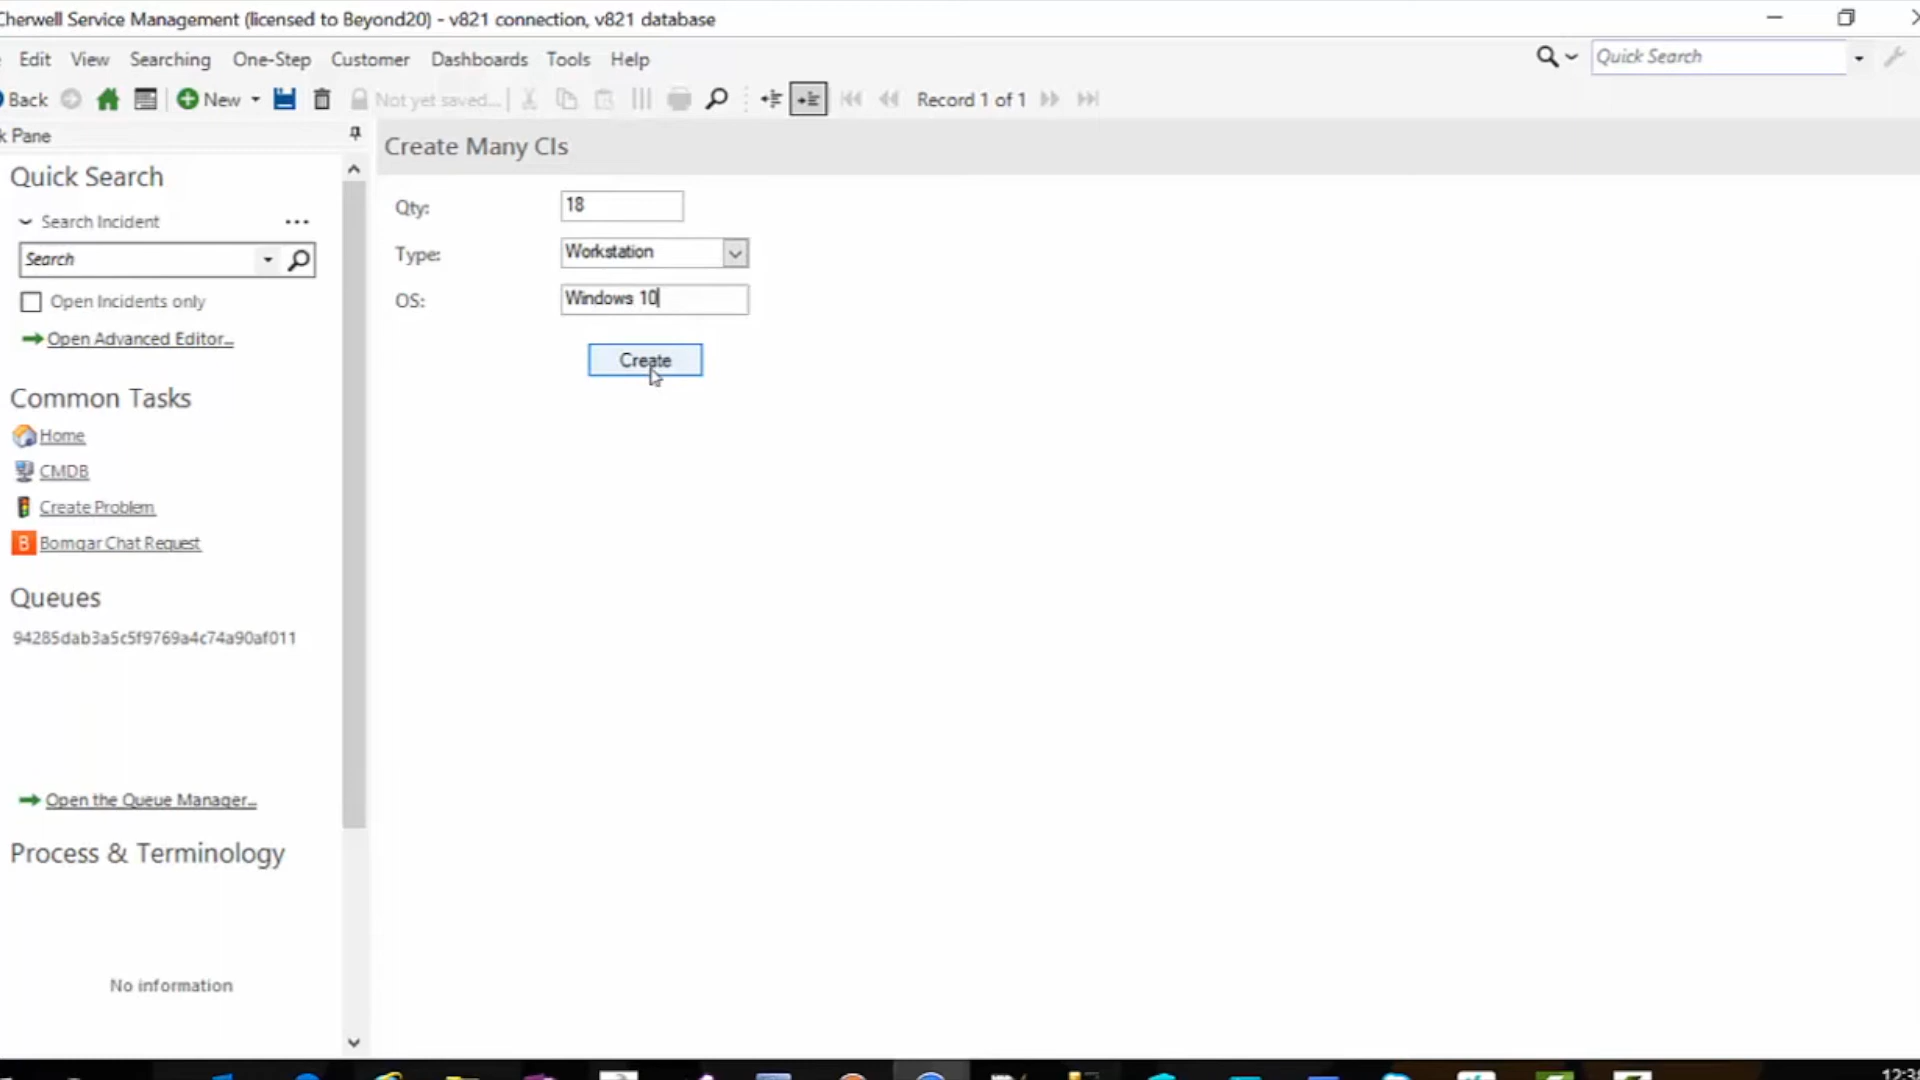 Cherwell Service Management (licensed to Beyond20) - v821 connection, v821 database
Edit View Searching One-Step Customer Dashboards Tools Help
Quick Search
Back New Not yet saved... Record 1 of 1
Pane
Create Many CIs
Quick Search
Qty: 18
Search Incident ...
Type: Workstation
Search
OS: Windows 10
Open Incidents only
Open Advanced Editor...
Create
Common Tasks
Home
CMDB
Create Problem
B Bomgar Chat Request
Queues
94285dab3a5c5f9769a4c74a90af011
Open the Queue Manager...
Process & Terminology
No information